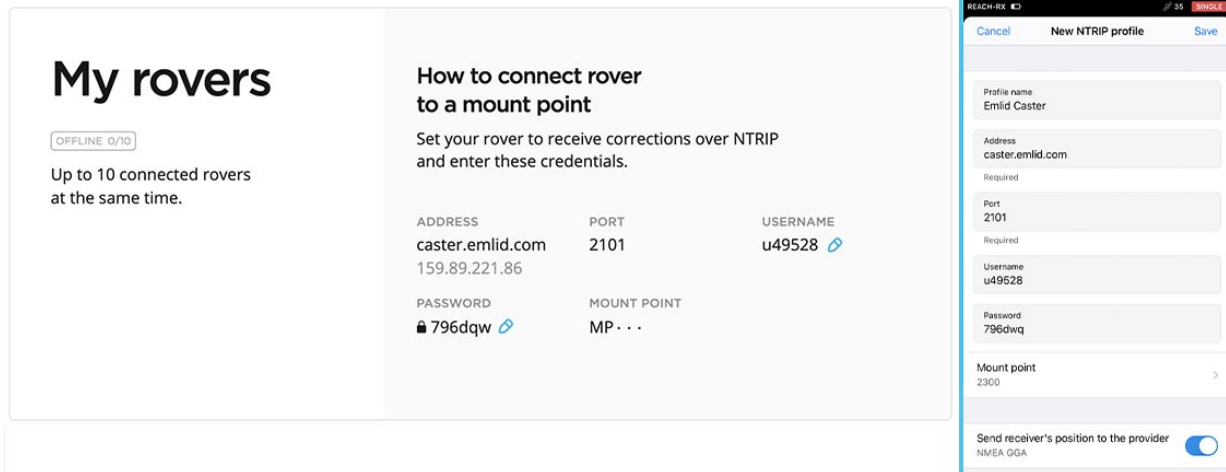 My rovers
OFFLINE 0/10
Up to 10 connected rovers
at the same time.
How to connect rover
to a mount point
Set your rover to receive corrections over NTRIP
and enter these credentials.
ADDRESS PORT USERNAME
caster.emlid.com 2101 u49528
159.89.221.86
PASSWORD MOUNT POINT
796dqw MP···
REACH-RX 35 SINGLE
Cancel New NTRIP profile Save
Profile name
Emlid Caster
Address
caster.emlid.com
Required
Port
2101
Required
Username
u49528
Password
796dwq
Mount point
2300
Send receiver's position to the provider
NMEA GGA